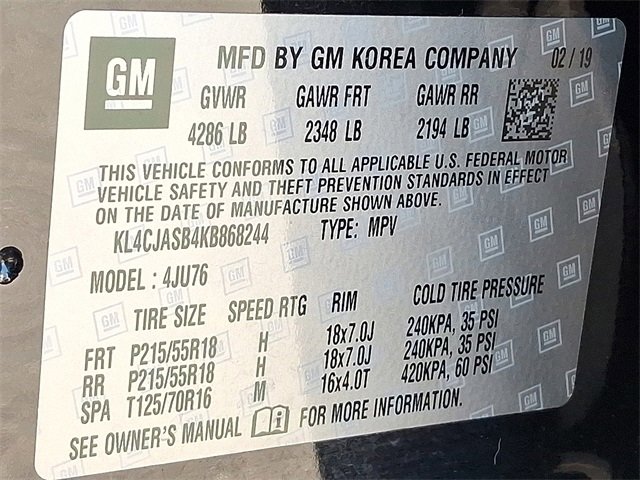 GM MFD BY GM KOREA COMPANY 02 / 19
GVWR GAWR FRT GAWR RR
4286 LB 2348 LB 2194 LB
THIS VEHICLE CONFORMS TO ALL APPLICABLE U.S. FEDERAL MOTOR
VEHICLE SAFETY AND THEFT PREVENTION STANDARDS IN EFFECT
ON THE DATE OF MANUFACTURE SHOWN ABOVE.
KL4CJASB4KB868244 TYPE: MPV
MODEL : 4JU76
TIRE SIZE SPEED RTG RIM COLD TIRE PRESSURE
FRT P215/55R18 H 18x7.0J 240KPA, 35 PSI
RR P215/55R18 H 18x7.0J 240KPA, 35 PSI
SPA T125/70R16 M 16x4.0T 420KPA, 60 PSI
SEE OWNER'S MANUAL FOR MORE INFORMATION.